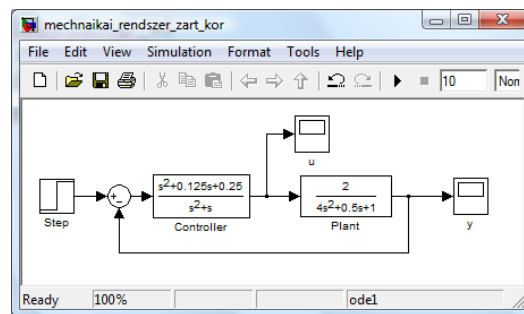 mechnaikai_rendszer_zart_kor
File Edit View Simulation Format Tools Help
10 Nor
u
s²+0.125s+0.25
s²+s
2
4s²+0.5s+1
Step
Controller
Plant
y
Ready 100% ode1